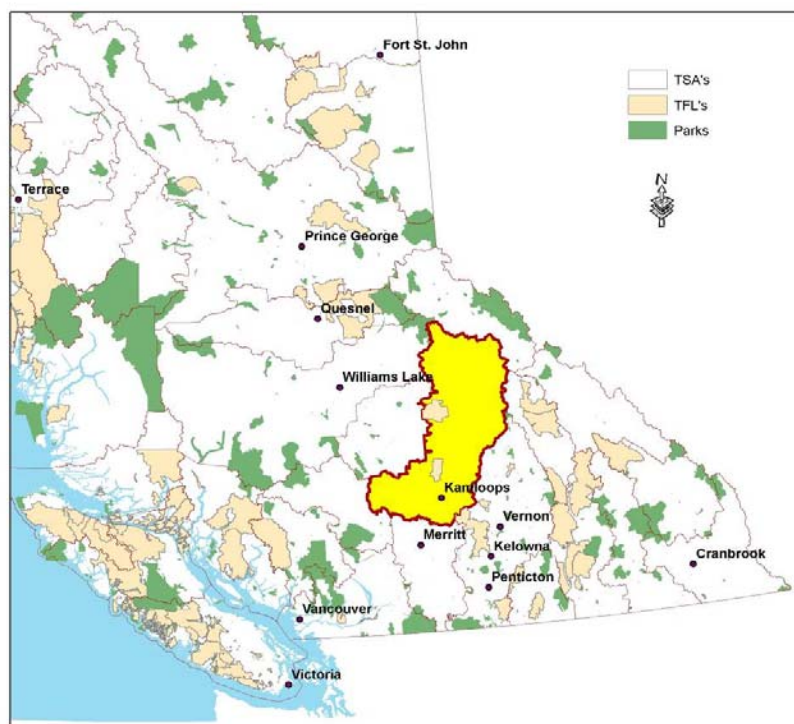 Fort St. John
TSA's
TFL's
Parks
N
Terrace
Prince George
Quesnel
Williams Lake
Kamloops
Vernon
Merritt
Kelowna
Cranbrook
Penticton
Vancouver
Victoria